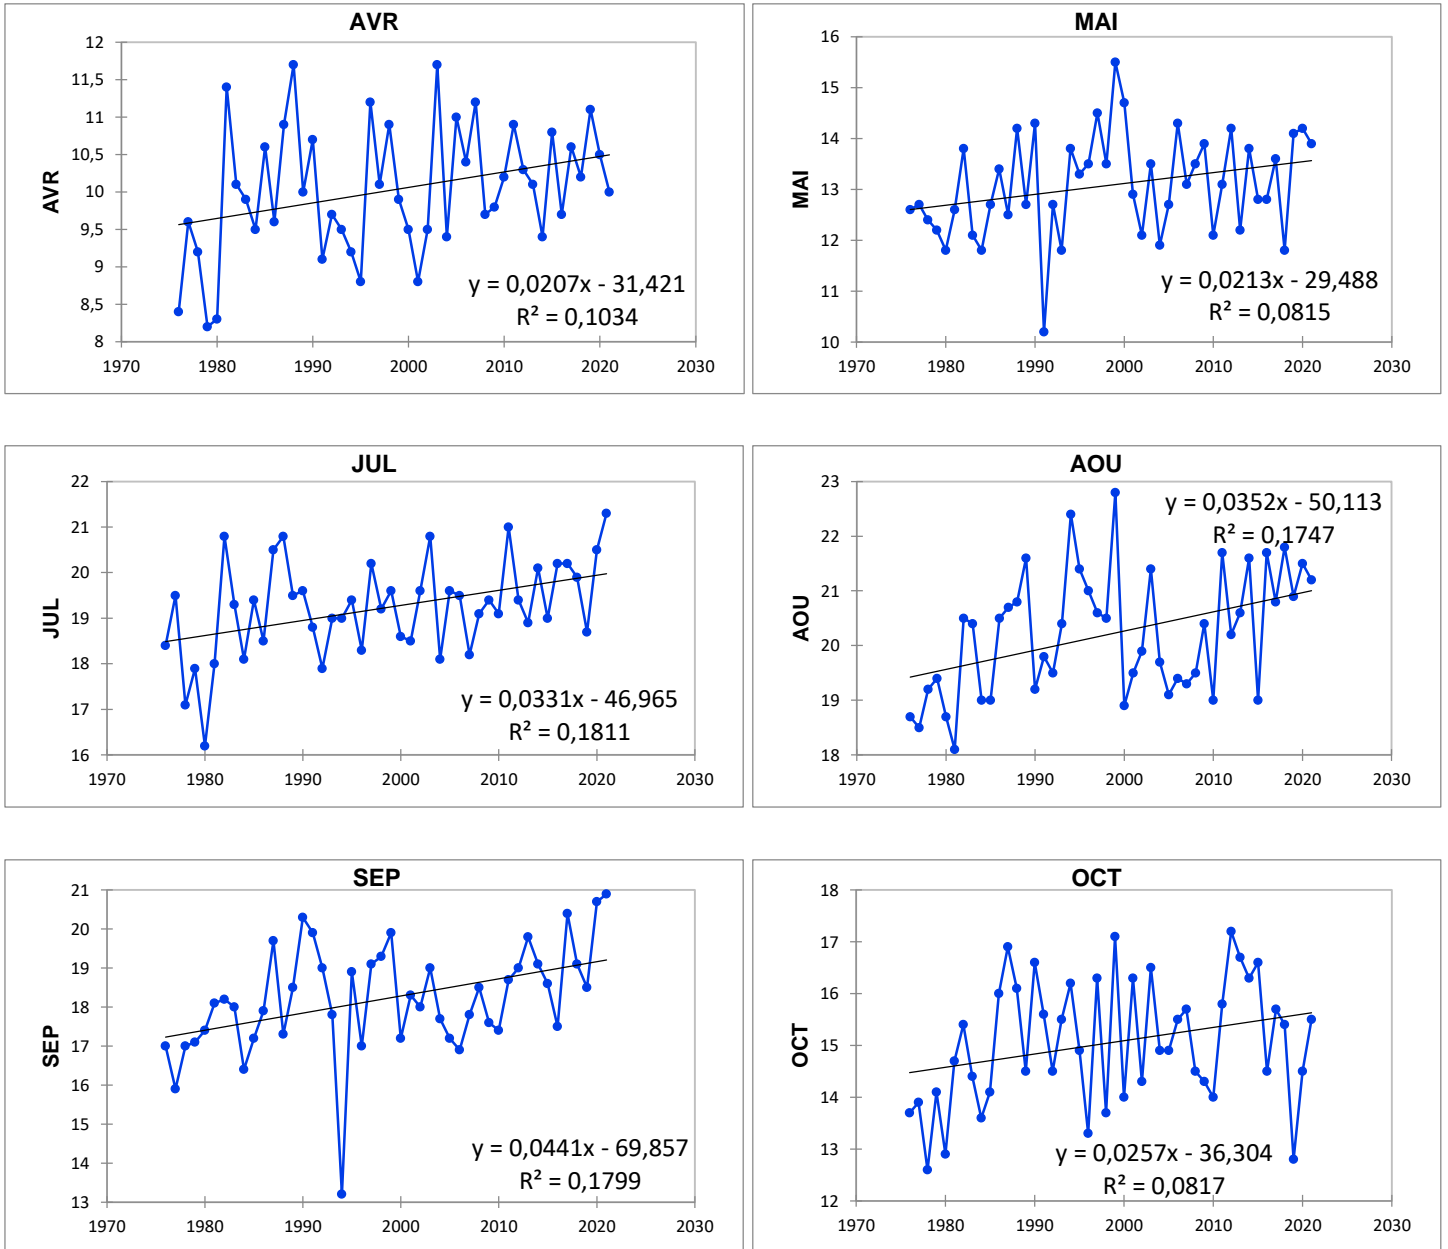 AVR
12
11,5
11
10,5
10
9,5
9
8,5
8
AVR
y = 0,0207x - 31,421
R² = 0,1034
1970 1980 1990 2000 2010 2020 2030
MAI
16
15
14
13
12
11
10
MAI
y = 0,0213x - 29,488
R² = 0,0815
1970 1980 1990 2000 2010 2020 2030
JUL
22
21
20
19
18
17
16
JUL
y = 0,0331x - 46,965
R² = 0,1811
1970 1980 1990 2000 2010 2020 2030
AOU
23
22
21
20
19
18
AOU
y = 0,0352x - 50,113
R² = 0,1747
1970 1980 1990 2000 2010 2020 2030
SEP
21
20
19
18
17
16
15
14
13
SEP
y = 0,0441x - 69,857
R² = 0,1799
1970 1980 1990 2000 2010 2020 2030
OCT
18
17
16
15
14
13
12
OCT
y = 0,0257x - 36,304
R² = 0,0817
1970 1980 1990 2000 2010 2020 2030